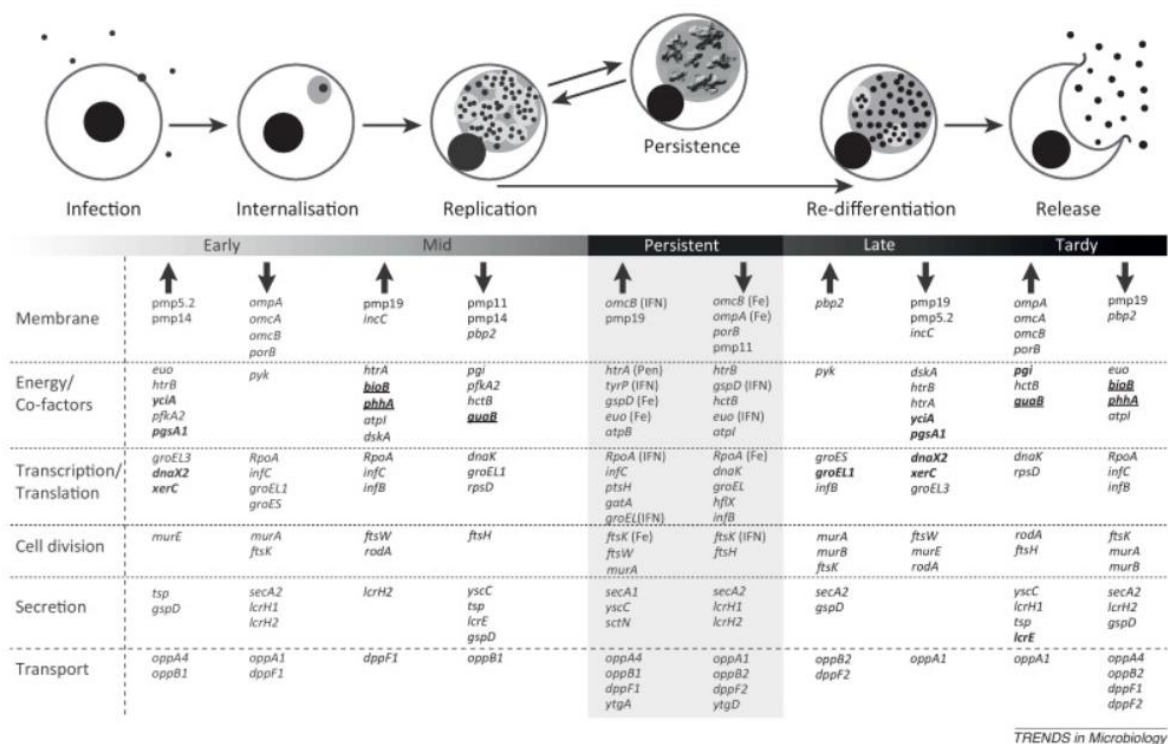 Persistence
Infection Internalisation Replication Re-differentiation Release
Early Mid Persistent Late Tardy
Membrane
pmp5.2 ompA pmp19 pmp11 omcB (IFN) omcB (Fe) pbp2 pmp19 ompA pmp19
pmp14 omcA incC pmp14 pmp19 ompA (Fe) pmp5.2 omcA pbp2
omcB pbp2 porB incC omcB
porB pmp11 porB
Energy/
Co-factors
euo pyk htrA pgi htrA (Pen) htrB pyk dskA pgi euo
htrB bioB pfkA2 tyrP (IFN) gspD (IFN) htrB hctB bioB
yciA phhA hctB gspD (Fe) hctB htrA guaB phhA
pfkA2 atpI guaB euo (Fe) euo (IFN) yciA atpI
pgsA1 dskA atpB atpI pgsA1
Transcription/
Translation
groEL3 RpoA RpoA dnaK RpoA (IFN) RpoA (Fe) groES dnaX2 dnaK RpoA
dnaX2 infC infC groEL1 infC dnaK groEL1 xerC rpsD infC
xerC groEL1 infB rpsD ptsH groEL infB groEL3 infB
groES gatA hflX
groEL(IFN) infB
Cell division
murE murA ftsW ftsH ftsK (Fe) ftsK (IFN) murA ftsW rodA ftsK
ftsK rodA ftsW ftsH murB murE ftsH murA
murA ftsK rodA murB
Secretion
tsp secA2 lcrH2 yscC secA1 secA2 secA2 yscC secA2
gspD lcrH1 tsp yscC lcrH1 gspD lcrH1 lcrH2
lcrH2 lcrE sctN lcrH2 tsp gspD
gspD lcrE
Transport
oppA4 oppA1 dppF1 oppB1 oppA4 oppA1 oppB2 oppA1 oppA1 oppA4
oppB1 dppF1 oppB1 oppB2 dppF2 oppB2
dppF1 dppF2 dppF1
ytgA ytgD dppF2
TRENDS in Microbiology